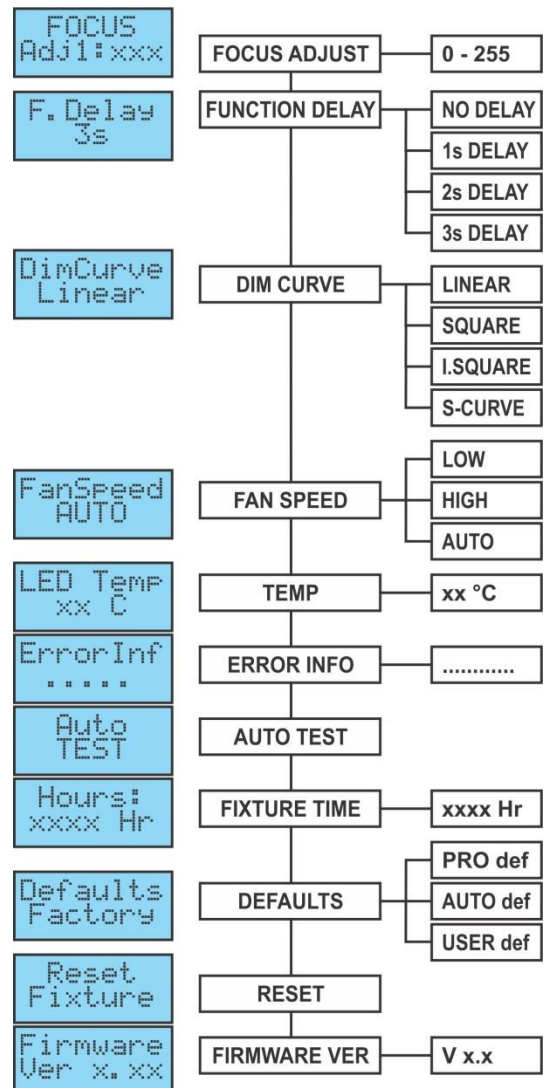 FOCUS
Adj1:xxx
FOCUS ADJUST
0 - 255
F.Delay
3s
FUNCTION DELAY
NO DELAY
1s DELAY
2s DELAY
3s DELAY
DimCurve
Linear
DIM CURVE
LINEAR
SQUARE
I.SQUARE
S-CURVE
FanSpeed
AUTO
FAN SPEED
LOW
HIGH
AUTO
LED Temp
xx C
TEMP
xx °C
ErrorInf
.....
ERROR INFO
............
Auto
TEST
AUTO TEST
Hours:
xxxx Hr
FIXTURE TIME
xxxx Hr
Defaults
Factory
DEFAULTS
PRO def
AUTO def
USER def
Reset
Fixture
RESET
Firmware
Ver x.xx
FIRMWARE VER
V x.x